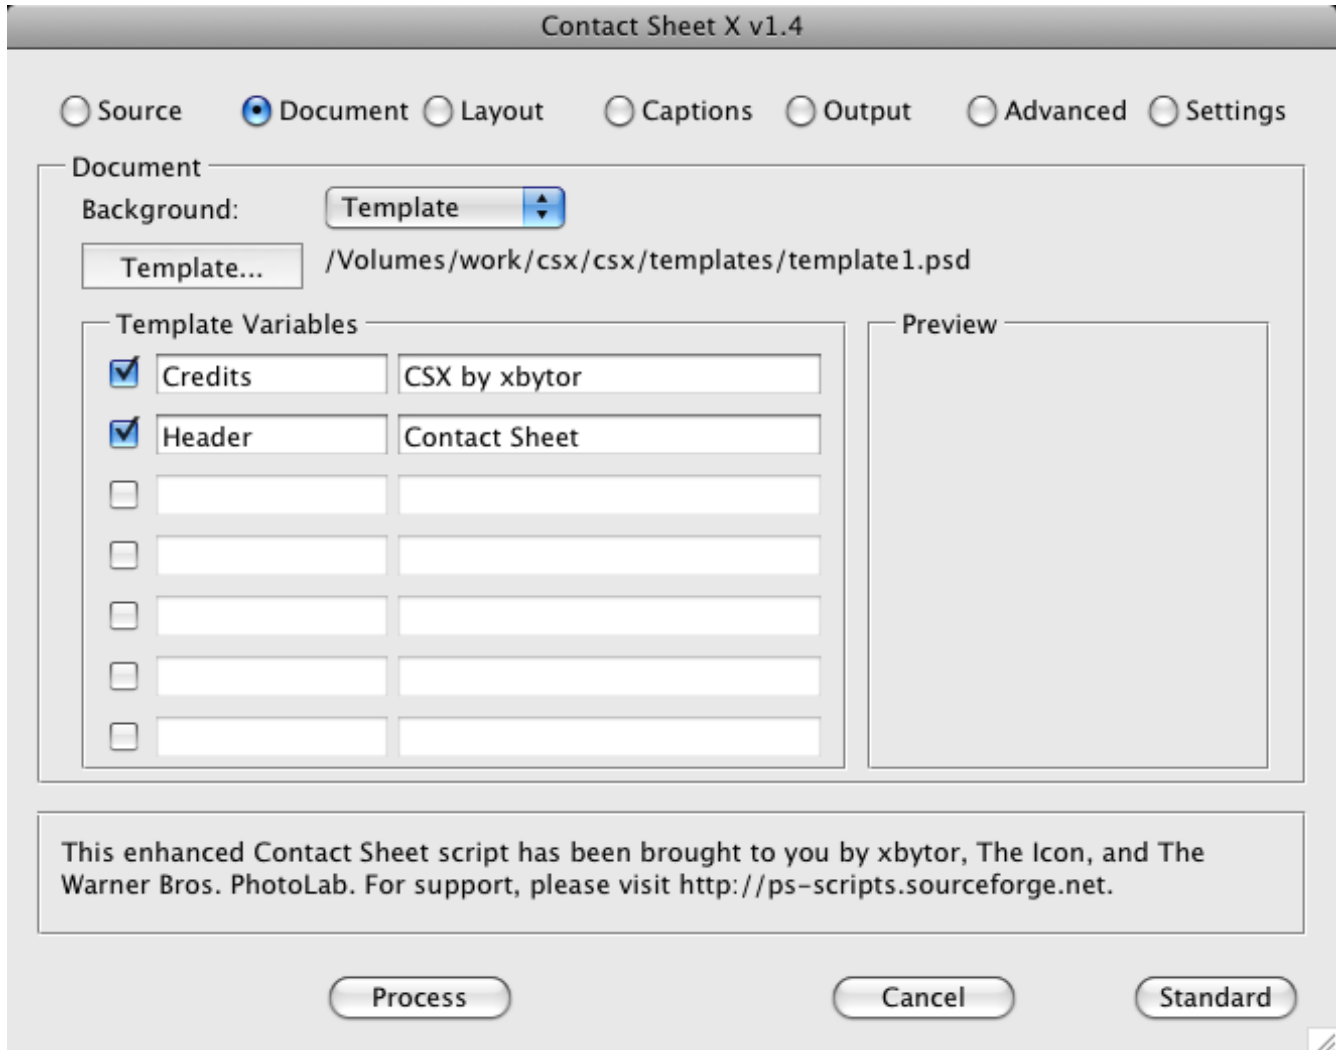 Contact Sheet X v1.4
Source Document Layout Captions Output Advanced Settings
Document
Background: Template
Template... /Volumes/work/csx/csx/templates/template1.psd
Template Variables Preview
Credits CSX by xbytor
Header Contact Sheet
This enhanced Contact Sheet script has been brought to you by xbytor, The Icon, and The
Warner Bros. PhotoLab. For support, please visit http://ps-scripts.sourceforge.net.
Process Cancel Standard